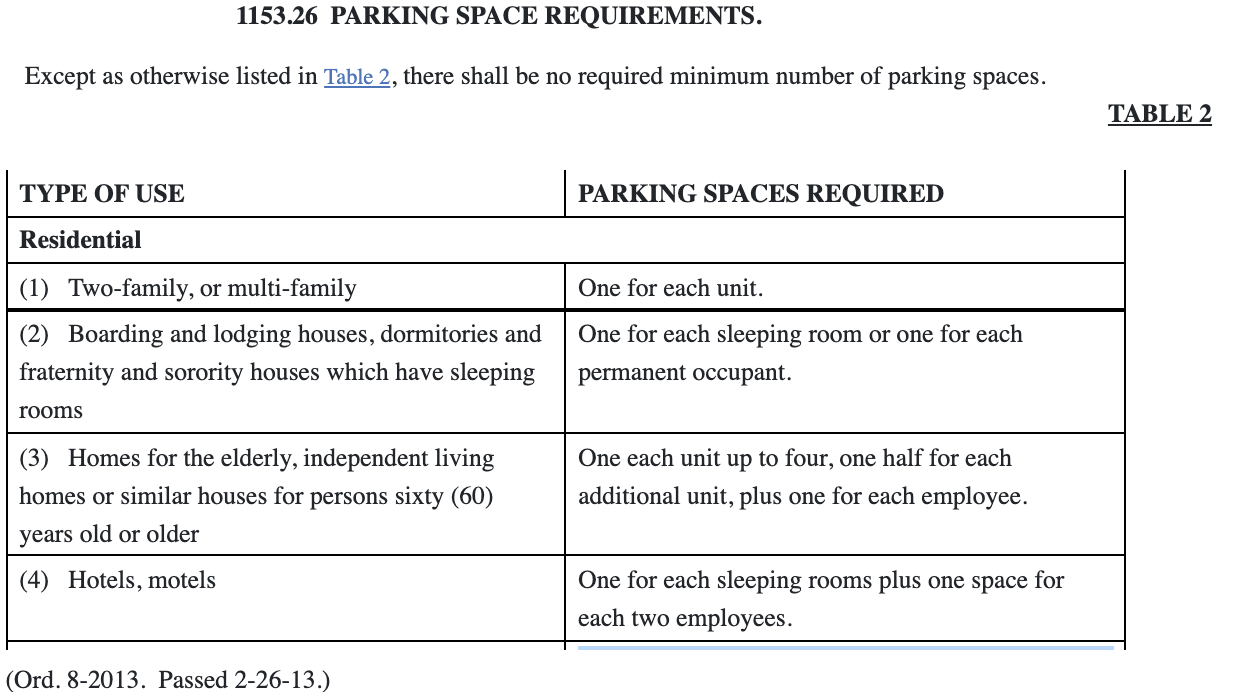 1153.26 PARKING SPACE REQUIREMENTS.
Except as otherwise listed in Table 2, there shall be no required minimum number of parking spaces.
TABLE 2
TYPE OF USE
PARKING SPACES REQUIRED
Residential
(1) Two-family, or multi-family
One for each unit.
(2) Boarding and lodging houses, dormitories and
fraternity and sorority houses which have sleeping
rooms
One for each sleeping room or one for each
permanent occupant.
(3) Homes for the elderly, independent living
homes or similar houses for persons sixty (60)
years old or older
One each unit up to four, one half for each
additional unit, plus one for each employee.
(4) Hotels, motels
One for each sleeping rooms plus one space for
each two employees.
(Ord. 8-2013. Passed 2-26-13.)